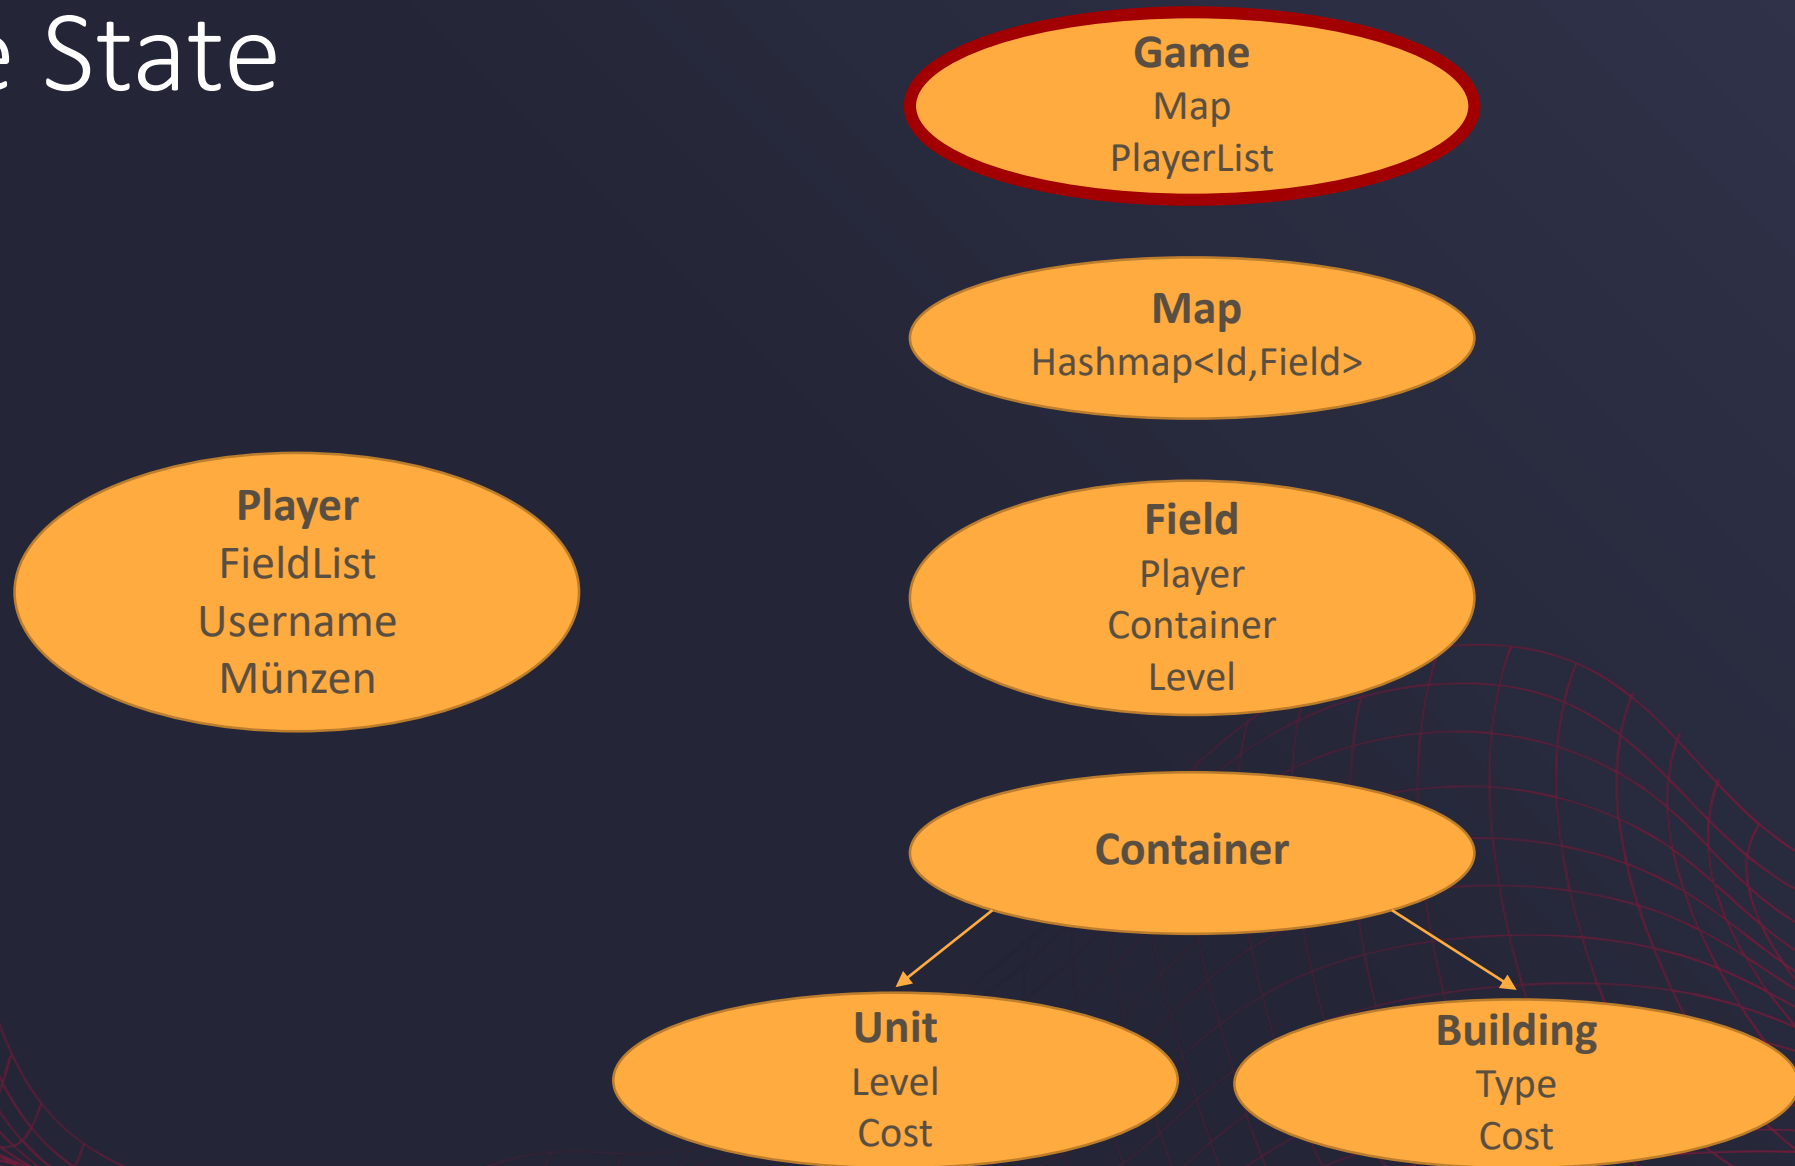 e State
Game
Map
PlayerList
Map
Hashmap<Id,Field>
Player
FieldList
Username
Münzen
Field
Player
Container
Level
Container
Unit
Level
Cost
Building
Type
Cost